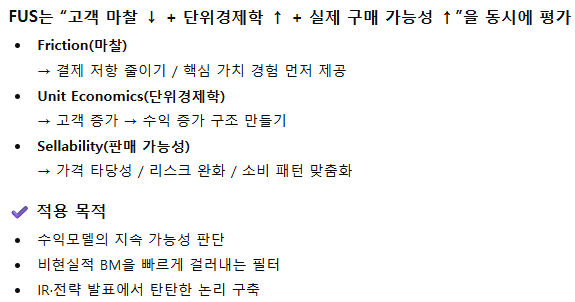 FUS는 “고객 마찰 ↓ + 단위경제학 ↑ + 실제 구매 가능성 ↑”을 동시에 평가
• Friction(마찰)
→ 결제 저항 줄이기 / 핵심 가치 경험 먼저 제공
• Unit Economics(단위경제학)
→ 고객 증가 → 수익 증가 구조 만들기
• Sellability(판매 가능성)
→ 가격 타당성 / 리스크 완화 / 소비 패턴 맞춤화
✔ 적용 목적
• 수익모델의 지속 가능성 판단
• 비현실적 BM을 빠르게 걸러내는 필터
• IR·전략 발표에서 탄탄한 논리 구축